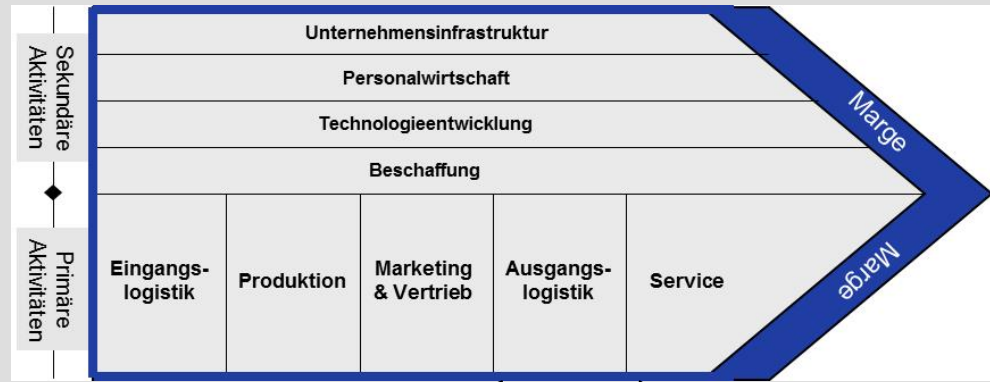 Sekundäre
Aktivitäten
Unternehmensinfrastruktur
Personalwirtschaft
Technologieentwicklung
Beschaffung
Marge
Primäre
Aktivitäten
Eingangs-
logistik
Produktion
Marketing
& Vertrieb
Ausgangs-
logistik
Service
Marge